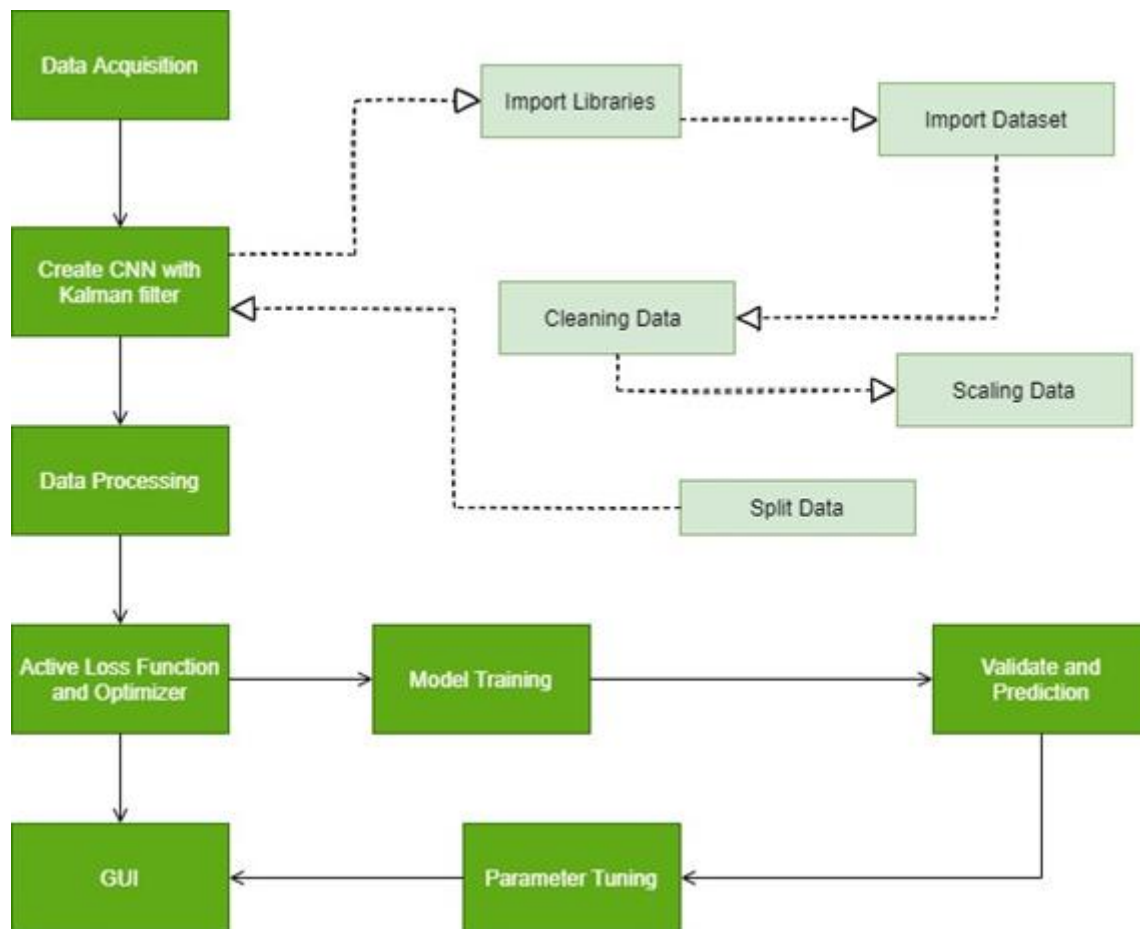 Data Acquisition
Import Libraries
Import Dataset
Create CNN with
Kalman filter
Cleaning Data
Scaling Data
Data Processing
Split Data
Active Loss Function
and Optimizer
Model Training
Validate and
Prediction
GUI
Parameter Tuning